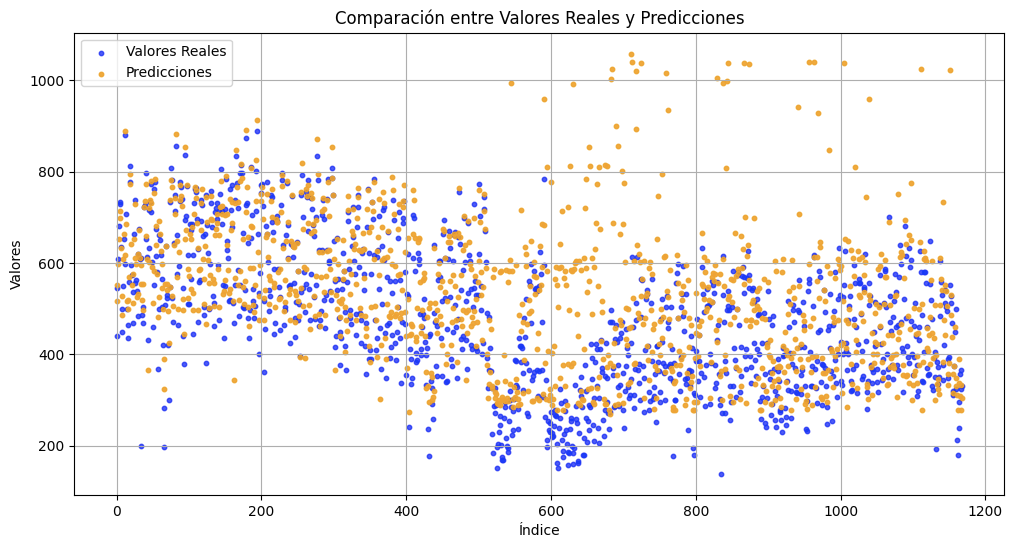 Comparación entre Valores Reales y Predicciones
Valores Reales
Predicciones
Valores
1000
800
600
400
200
0
200
400
600
800
1000
1200
Índice